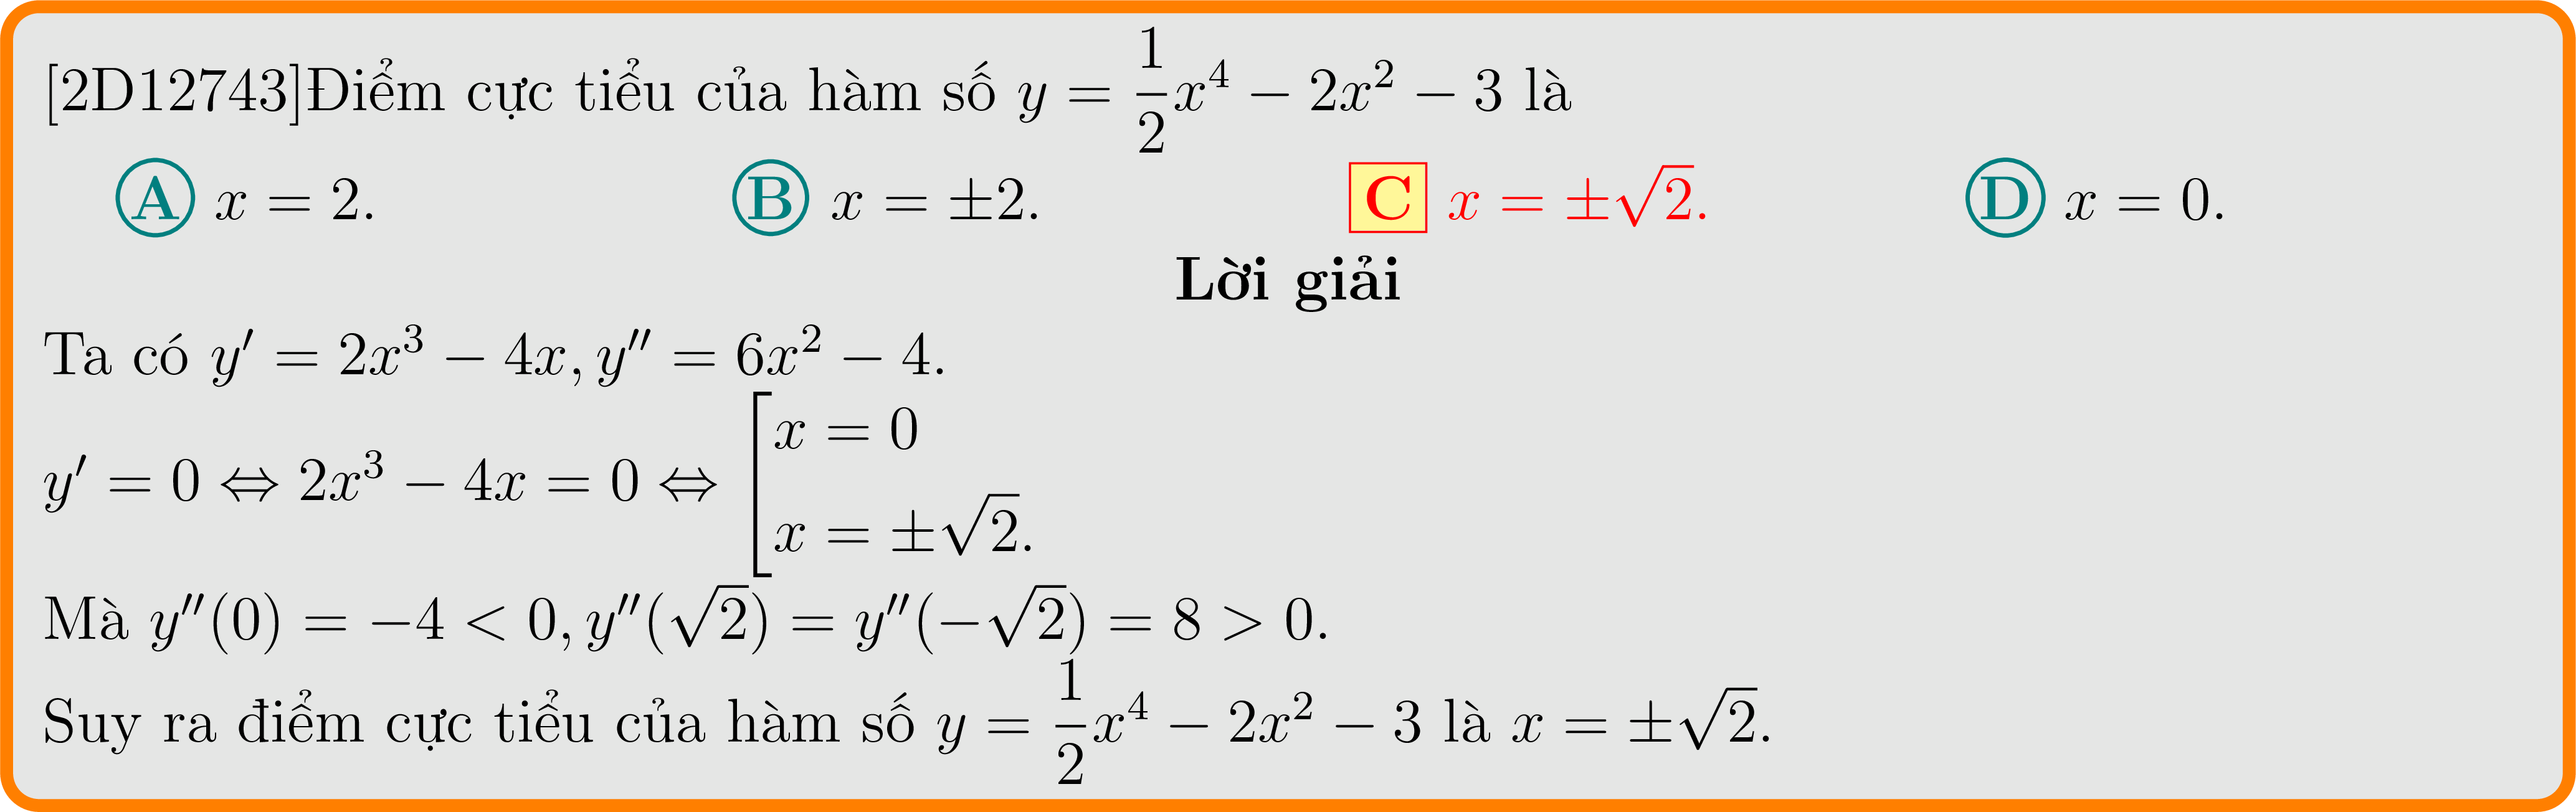 [2D12743]Điểm cực tiểu của hàm số $y = \frac{1}{2}x^4 - 2x^2 - 3$ là
A $x = 2.$ B $x = \pm 2.$ C $x = \pm\sqrt{2}.$ D $x = 0.$
Lời giải
Ta có $y' = 2x^3 - 4x, y'' = 6x^2 - 4.$
$y' = 0 \Leftrightarrow 2x^3 - 4x = 0 \Leftrightarrow \left[\begin{array}{l} x = 0 \\ x = \pm\sqrt{2}. \end{array}\right.$
Mà $y''(0) = -4 < 0, y''(\sqrt{2}) = y''(-\sqrt{2}) = 8 > 0.$
Suy ra điểm cực tiểu của hàm số $y = \frac{1}{2}x^4 - 2x^2 - 3$ là $x = \pm\sqrt{2}.$